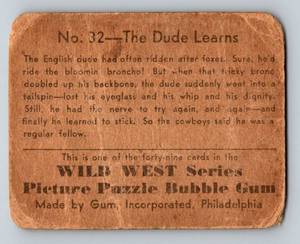 No. 32—The Dude Learns
The English dude had often ridden after foxes. Sure, he'd
ride the bloomin broncho! But when that tricky bronc
doubled up his backbone, the dude suddenly went into a
tailspin—lost his eyeglass and his whip and his dignity.
Still, he had the nerve to try again, and again—and
finally he learned to stick. So the cowboys said he was a
regular fellow.
This is one of the forty-nine cards in the
WILD WEST Series
Picture Puzzle Bubble Gum
Made by Gum, Incorporated, Philadelphia